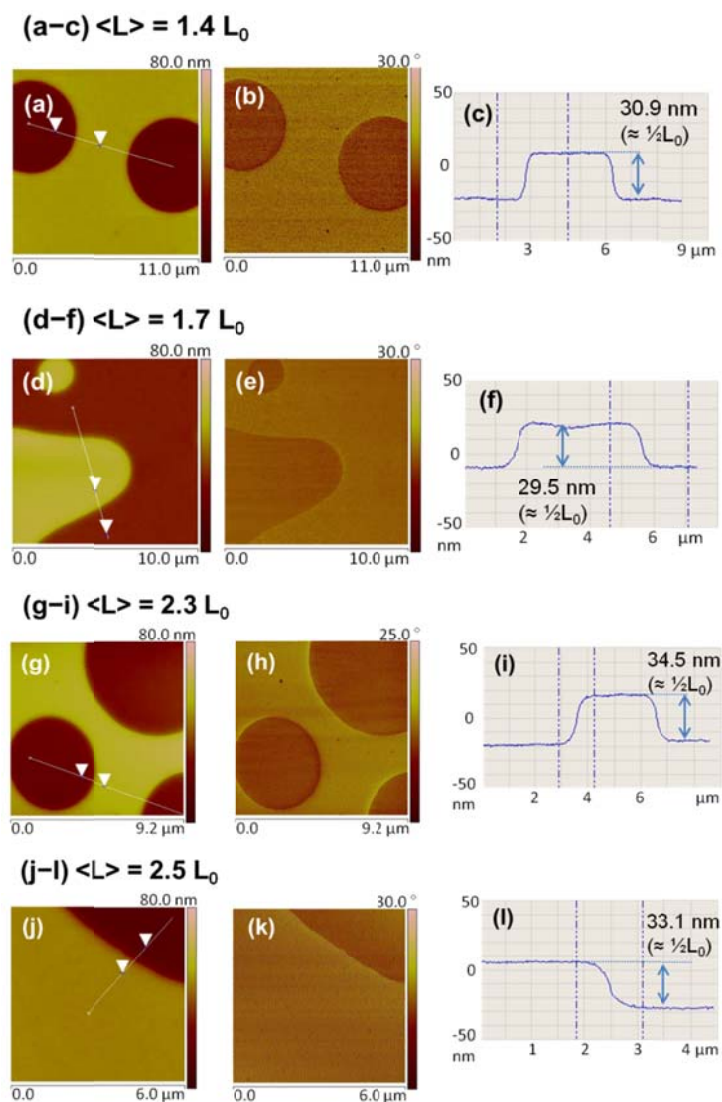 (a−c) <L> = 1.4 L₀
80.0 nm
30.0 °
(a)
(b)
(c)
50
0
-50
nm
30.9 nm
(≈ ½L₀)
3
6
9 µm
0.0
11.0 µm
0.0
11.0 µm
(d−f) <L> = 1.7 L₀
80.0 nm
30.0 °
(d)
(e)
(f)
50
0
-50
nm
29.5 nm
(≈ ½L₀)
2
4
6
µm
0.0
10.0 µm
0.0
10.0 µm
(g−i) <L> = 2.3 L₀
80.0 nm
25.0 °
(g)
(h)
(i)
50
0
-50
nm
34.5 nm
(≈ ½L₀)
2
4
6
µm
0.0
9.2 µm
0.0
9.2 µm
(j−l) <L> = 2.5 L₀
80.0 nm
30.0 °
(j)
(k)
(l)
50
0
-50
nm
33.1 nm
(≈ ½L₀)
1
2
3
4 µm
0.0
6.0 µm
0.0
6.0 µm